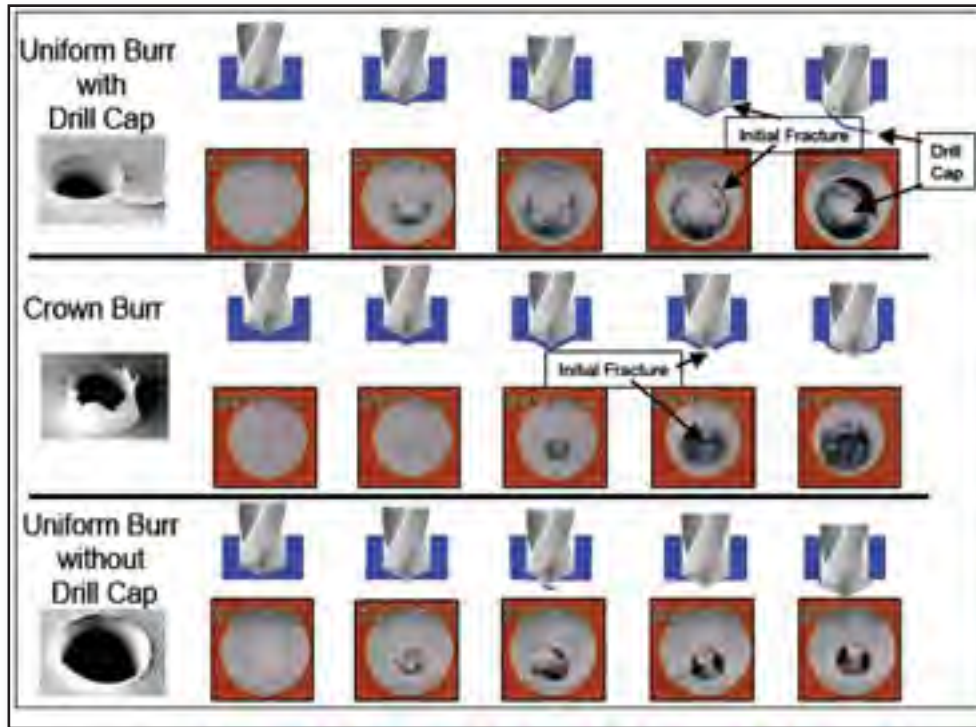 Uniform Burr
with
Drill Cap
Initial Fracture
Drill
Cap
Crown Burr
Initial Fracture
Uniform Burr
without
Drill Cap